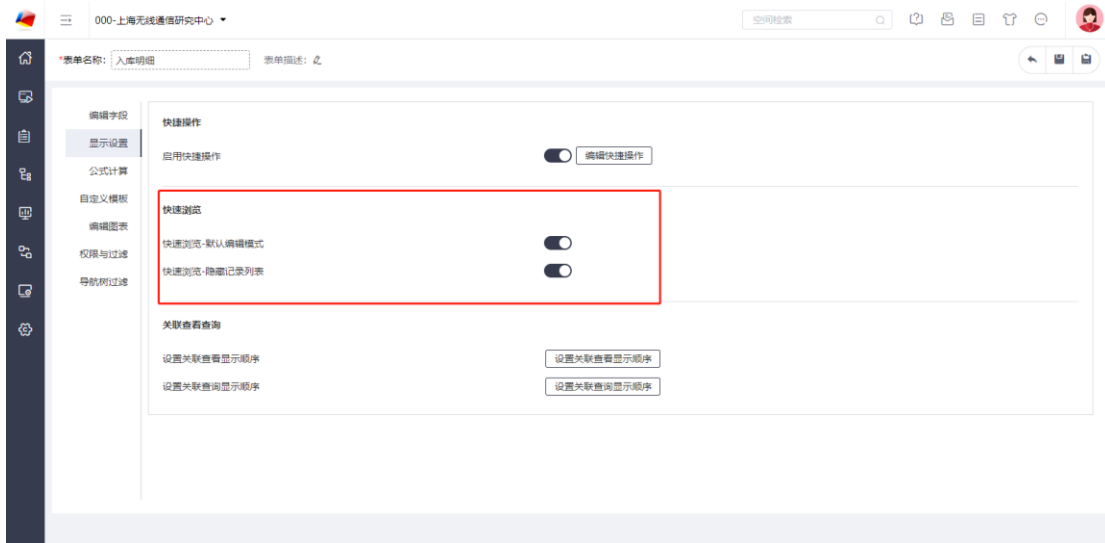 000-上海无线通信研究中心
空间检索
*表单名称: 入库明细
表单描述:
编辑字段
显示设置
公式计算
自定义模板
编辑图表
权限与过滤
导航树过滤
快捷操作
启用快捷操作
编辑快捷操作
快速浏览
快速浏览-默认编辑模式
快速浏览-隐藏记录列表
关联查看查询
设置关联查看显示顺序
设置关联查看显示顺序
设置关联查询显示顺序
设置关联查询显示顺序